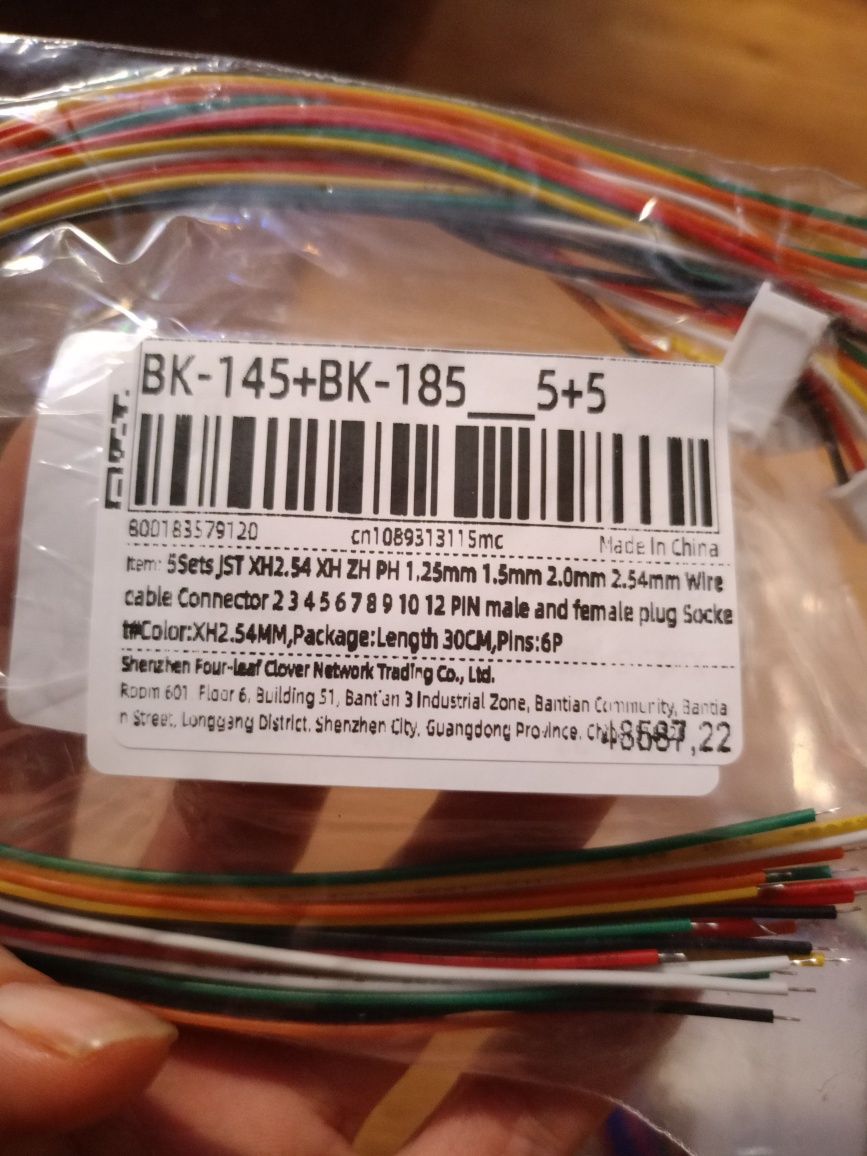 BK-145+BK-185___5+5
800183579120 cn1089313115mc Made In China
Item: 5Sets JST XH2.54 XH ZH PH 1.25mm 1.5mm 2.0mm 2.54mm Wire
cable Connector 2 3 4 5 6 7 8 9 10 12 PIN male and female plug Socke
t#Color:XH2.54MM,Package:Length 30CM,Pins:6P
Shenzhen Four-leaf Clover Network Trading Co., Ltd.
Room 601, Floor 6, Building 51, Bantian 3 Industrial Zone, Bantian Community, Bantia
n Street, Longgang District, Shenzhen City, Guangdong Province,
,22